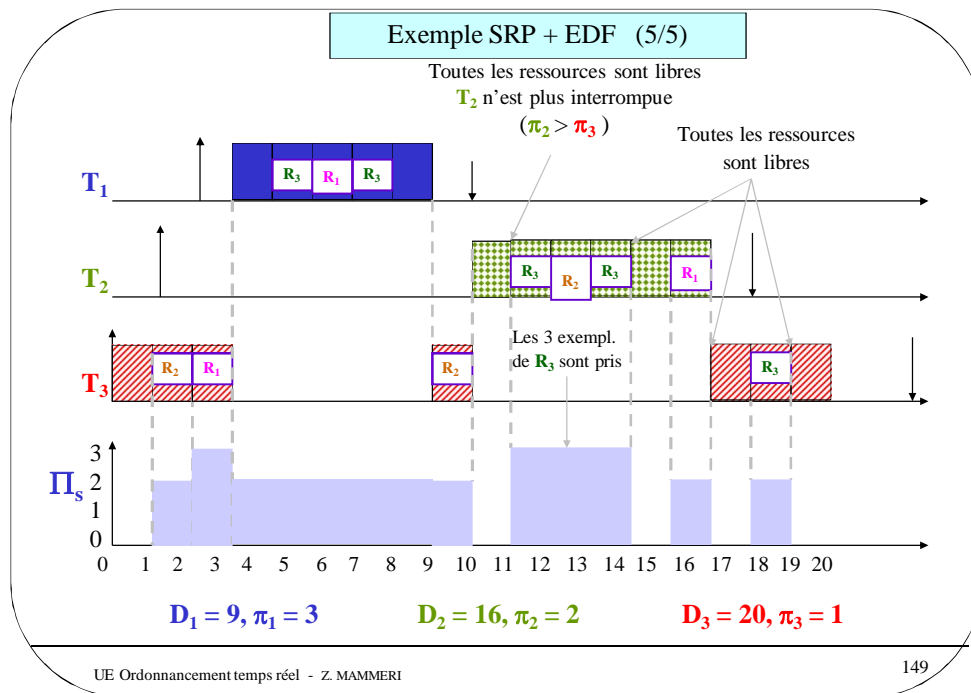 Exemple SRP + EDF (5/5)
Toutes les ressources sont libres
T2 n'est plus interrompue
(π2 > π3 )
Toutes les ressources
sont libres
T1
R3 R1 R3
T2
R3 R2 R3 R1
Les 3 exempl.
de R3 sont pris
T3
R2 R1 R2 R3
Πs
3
2
1
0
0 1 2 3 4 5 6 7 8 9 10 11 12 13 14 15 16 17 18 19 20
D1 = 9, π1 = 3 D2 = 16, π2 = 2 D3 = 20, π3 = 1
UE Ordonnancement temps réel - Z. MAMMERI
149